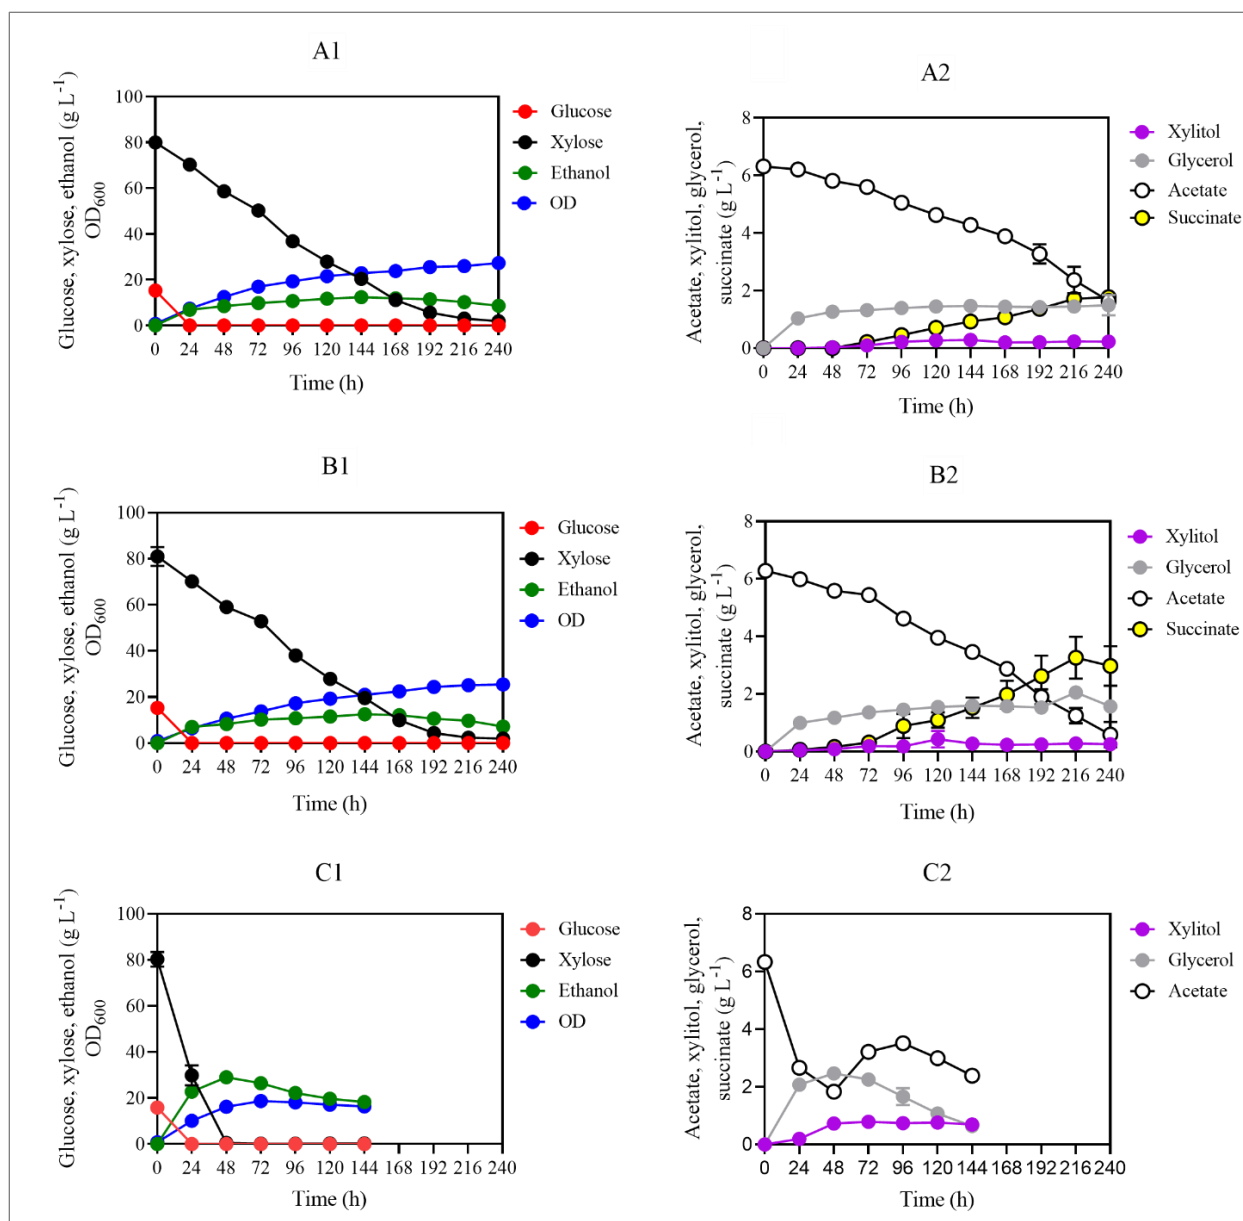 A1
Glucose, xylose, ethanol (g L⁻¹)
OD₆₀₀
100
80
60
40
20
0
0 24 48 72 96 120 144 168 192 216 240
Time (h)
Glucose
Xylose
Ethanol
OD
A2
Acetate, xylitol, glycerol,
succinate (g L⁻¹)
8
6
4
2
0
0 24 48 72 96 120 144 168 192 216 240
Time (h)
Xylitol
Glycerol
Acetate
Succinate
B1
Glucose, xylose, ethanol (g L⁻¹)
OD₆₀₀
100
80
60
40
20
0
0 24 48 72 96 120 144 168 192 216 240
Time (h)
Glucose
Xylose
Ethanol
OD
B2
Acetate, xylitol, glycerol,
succinate (g L⁻¹)
8
6
4
2
0
0 24 48 72 96 120 144 168 192 216 240
Time (h)
Xylitol
Glycerol
Acetate
Succinate
C1
Glucose, xylose, ethanol (g L⁻¹)
OD₆₀₀
100
80
60
40
20
0
0 24 48 72 96 120 144 168 192 216 240
Time (h)
Glucose
Xylose
Ethanol
OD
C2
Acetate, xylitol, glycerol,
succinate (g L⁻¹)
8
6
4
2
0
0 24 48 72 96 120 144 168 192 216 240
Time (h)
Xylitol
Glycerol
Acetate